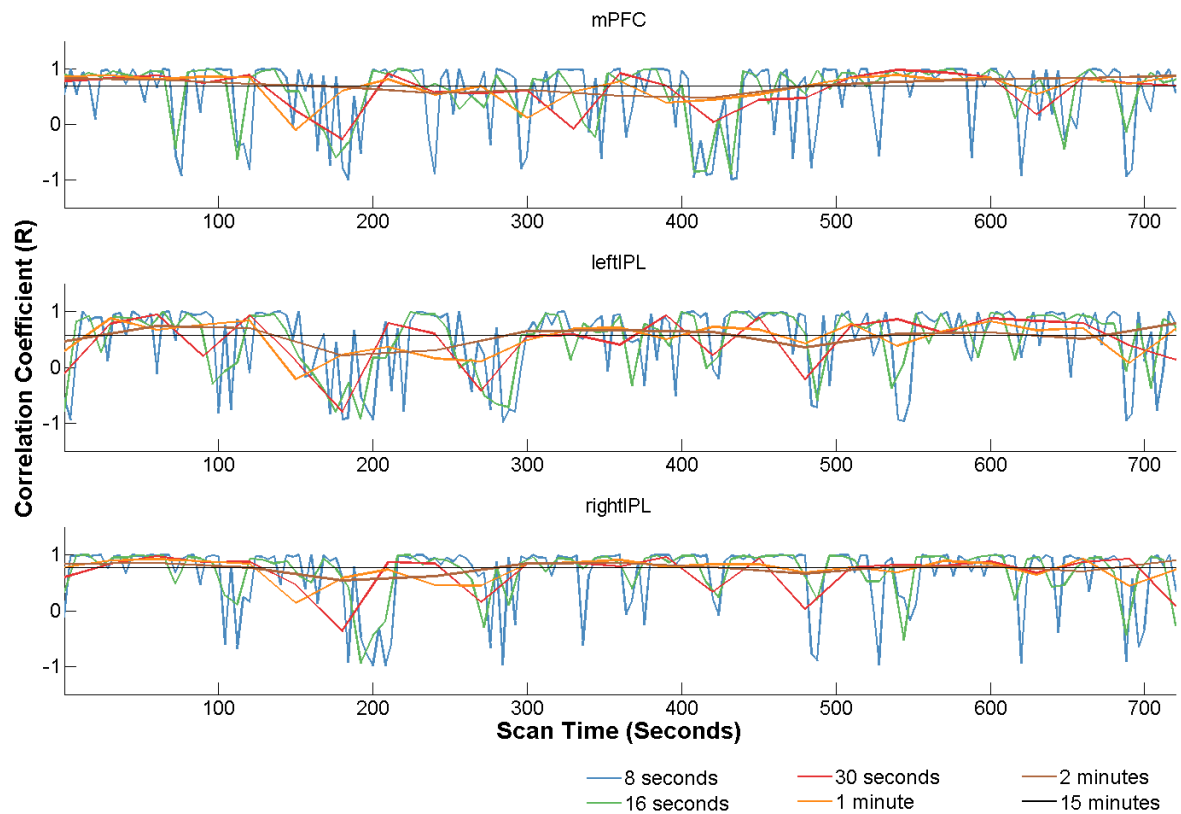 mPFC
1
0
-1
100 200 300 400 500 600 700
leftIPL
1
0
-1
100 200 300 400 500 600 700
rightIPL
1
0
-1
100 200 300 400 500 600 700
Correlation Coefficient (R)
Scan Time (Seconds)
8 seconds 30 seconds 2 minutes
16 seconds 1 minute 15 minutes